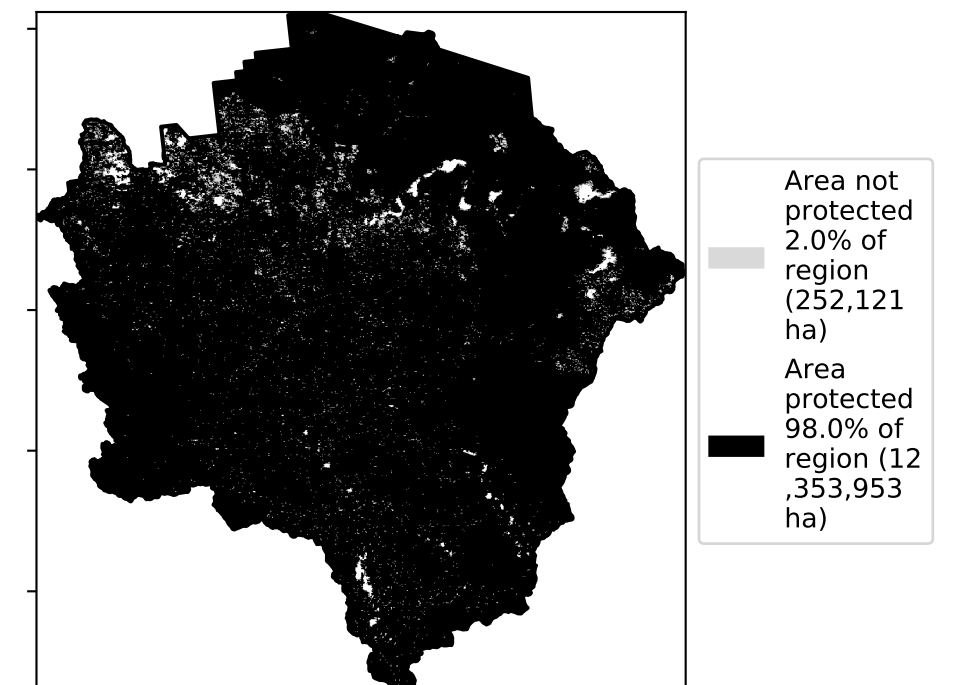 Area not
protected
2.0% of
region
(252,121
ha)
Area
protected
98.0% of
region (12
,353,953
ha)